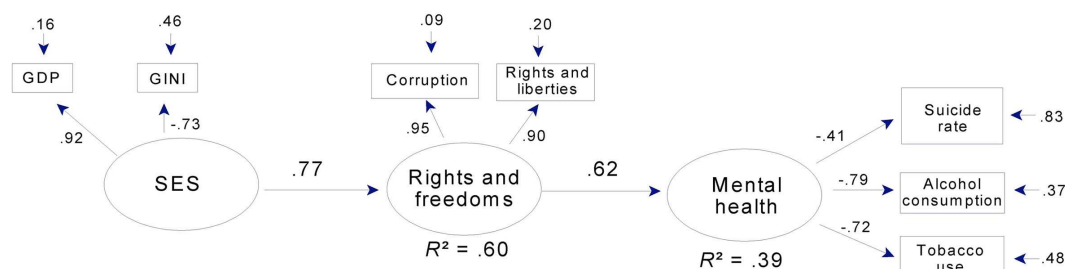 .16
.46
.09
.20
GDP
GINI
Corruption
Rights and
liberties
Suicide
rate
.83
.92
-.73
.95
.90
-.41
SES
.77
Rights and
freedoms
.62
Mental
health
-.79
Alcohol
consumption
.37
-.72
R² = .60
R² = .39
Tobacco
use
.48